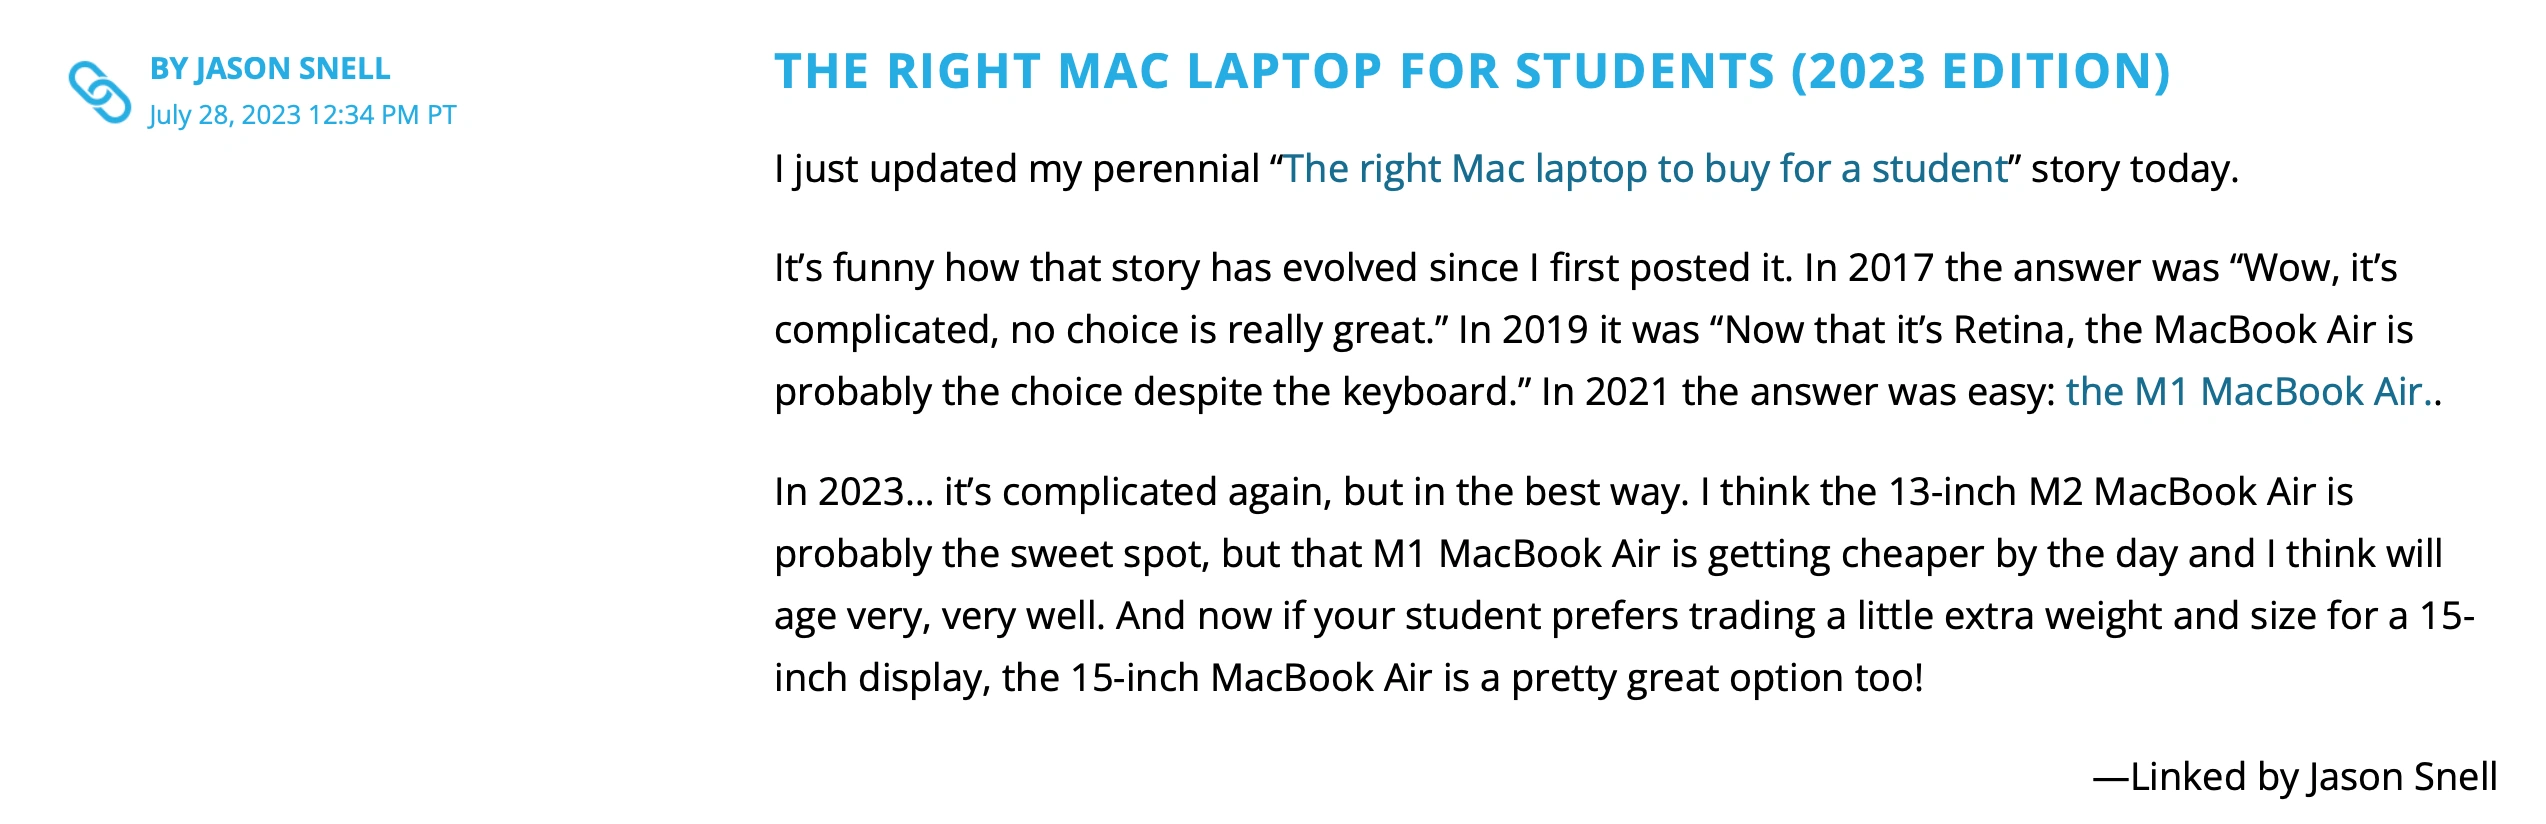 BY JASON SNELL
July 28, 2023 12:34 PM PT
THE RIGHT MAC LAPTOP FOR STUDENTS (2023 EDITION)
I just updated my perennial “The right Mac laptop to buy for a student” story today.
It’s funny how that story has evolved since I first posted it. In 2017 the answer was “Wow, it’s
complicated, no choice is really great.” In 2019 it was “Now that it’s Retina, the MacBook Air is
probably the choice despite the keyboard.” In 2021 the answer was easy: the M1 MacBook Air..
In 2023… it’s complicated again, but in the best way. I think the 13-inch M2 MacBook Air is
probably the sweet spot, but that M1 MacBook Air is getting cheaper by the day and I think will
age very, very well. And now if your student prefers trading a little extra weight and size for a 15-
inch display, the 15-inch MacBook Air is a pretty great option too!
—Linked by Jason Snell